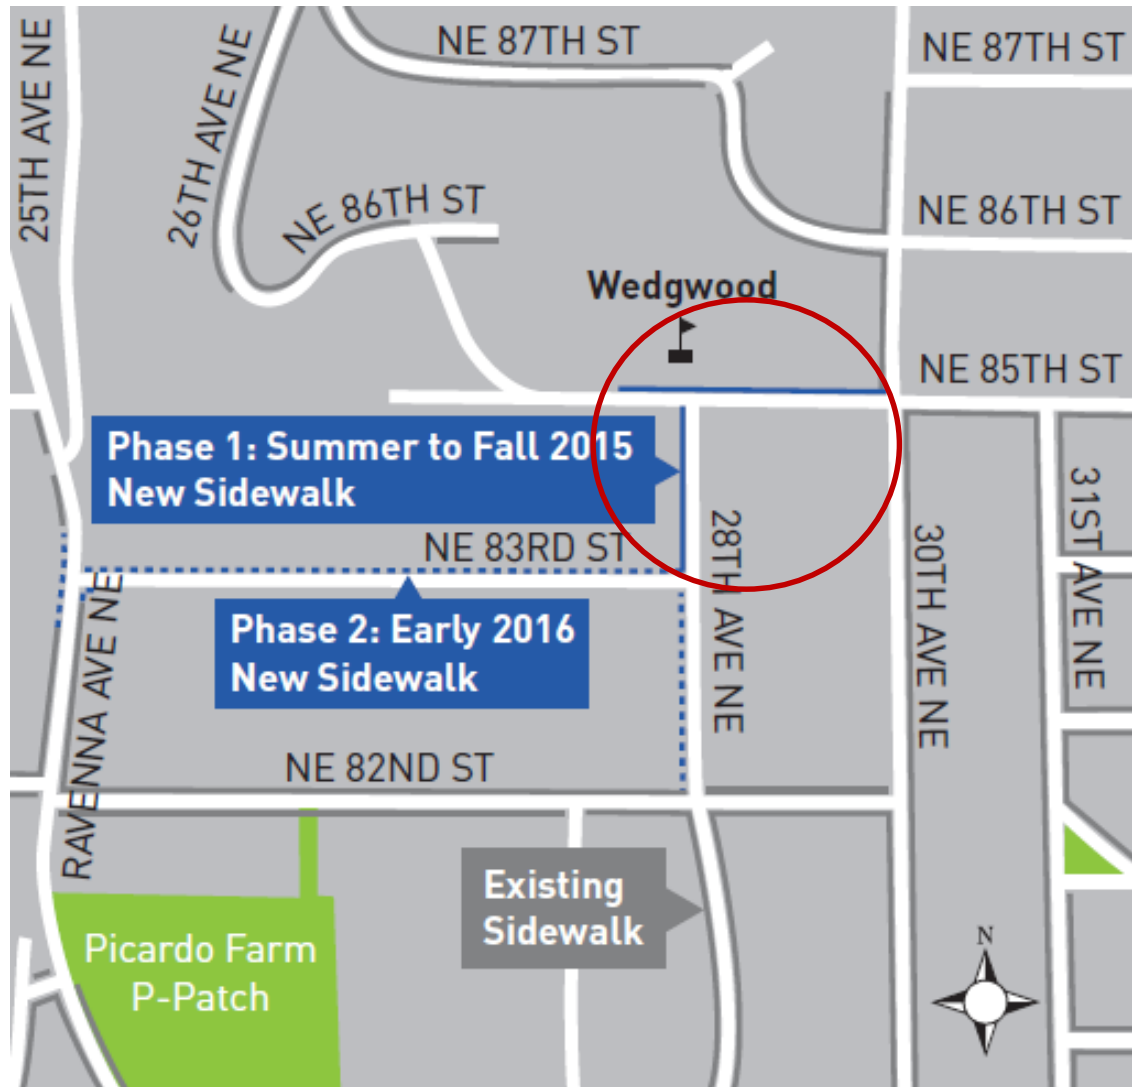 NE 87TH ST
NE 87TH ST
25TH AVE NE
26TH AVE NE
NE 86TH ST
NE 86TH ST
Wedgwood
NE 85TH ST
Phase 1: Summer to Fall 2015
New Sidewalk
31ST AVE NE
28TH AVE NE
30TH AVE NE
NE 83RD ST
RAVENNA AVE NE
Phase 2: Early 2016
New Sidewalk
NE 82ND ST
Existing
Sidewalk
Picardo Farm
P-Patch
N